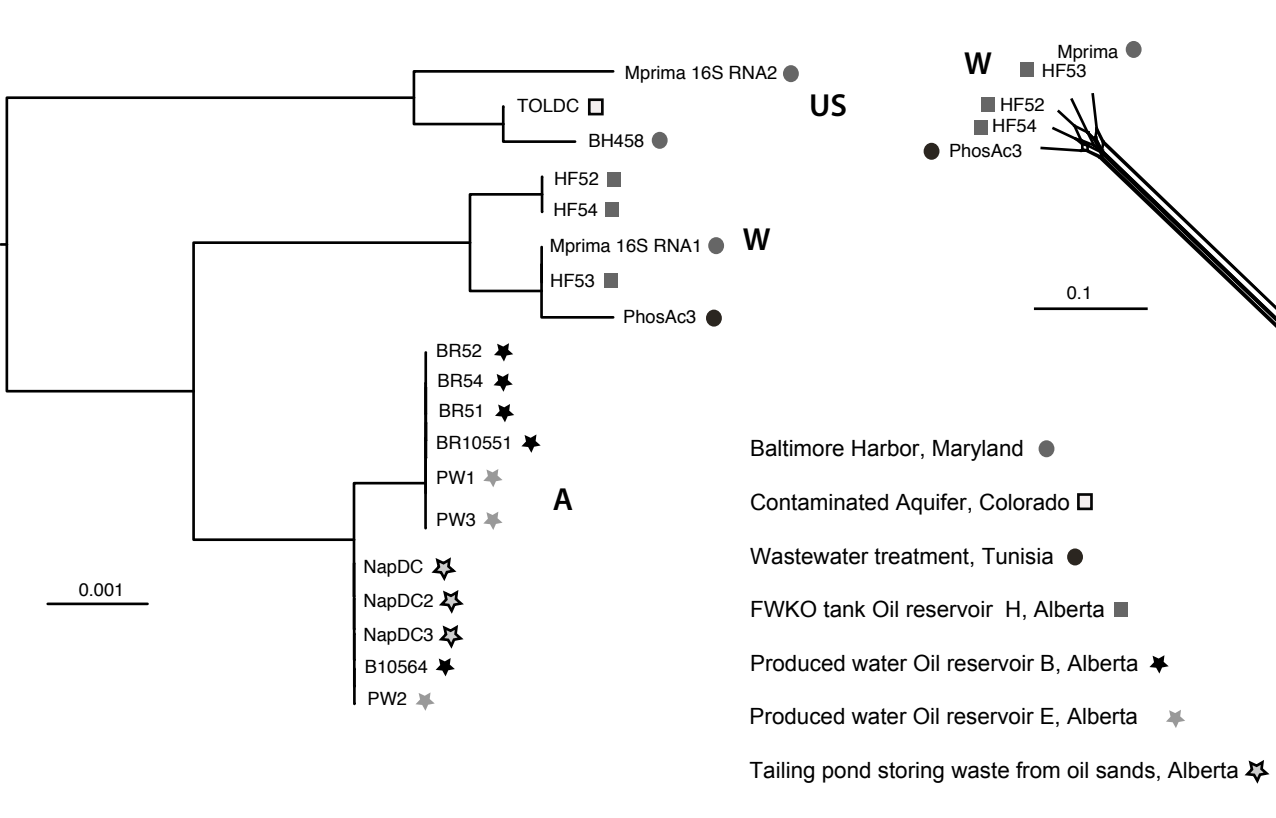 Mprima 16S RNA2
TOLDC
US
BH458
HF52
HF54
Mprima 16S RNA1
W
HF53
PhosAc3
BR52
BR54
BR51
BR10551
PW1
A
PW3
NapDC
NapDC2
NapDC3
B10564
PW2
0.001
W
Mprima
HF53
HF52
HF54
PhosAc3
0.1
Baltimore Harbor, Maryland
Contaminated Aquifer, Colorado
Wastewater treatment, Tunisia
FWKO tank Oil reservoir H, Alberta
Produced water Oil reservoir B, Alberta
Produced water Oil reservoir E, Alberta
Tailing pond storing waste from oil sands, Alberta